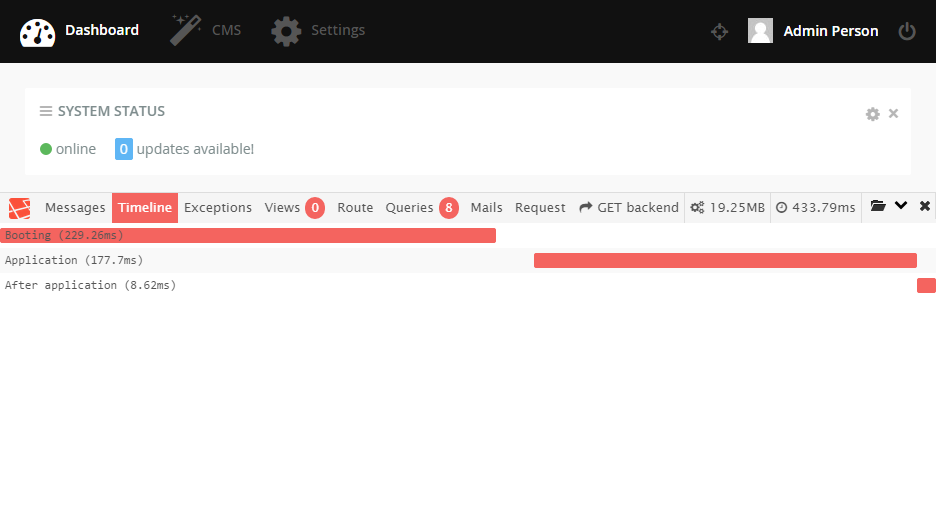 Dashboard CMS Settings Admin Person
SYSTEM STATUS
online 0 updates available!
Messages Timeline Exceptions Views 0 Route Queries 8 Mails Request GET backend 19.25MB 433.79ms
Booting (229.26ms)
Application (177.7ms)
After application (8.62ms)